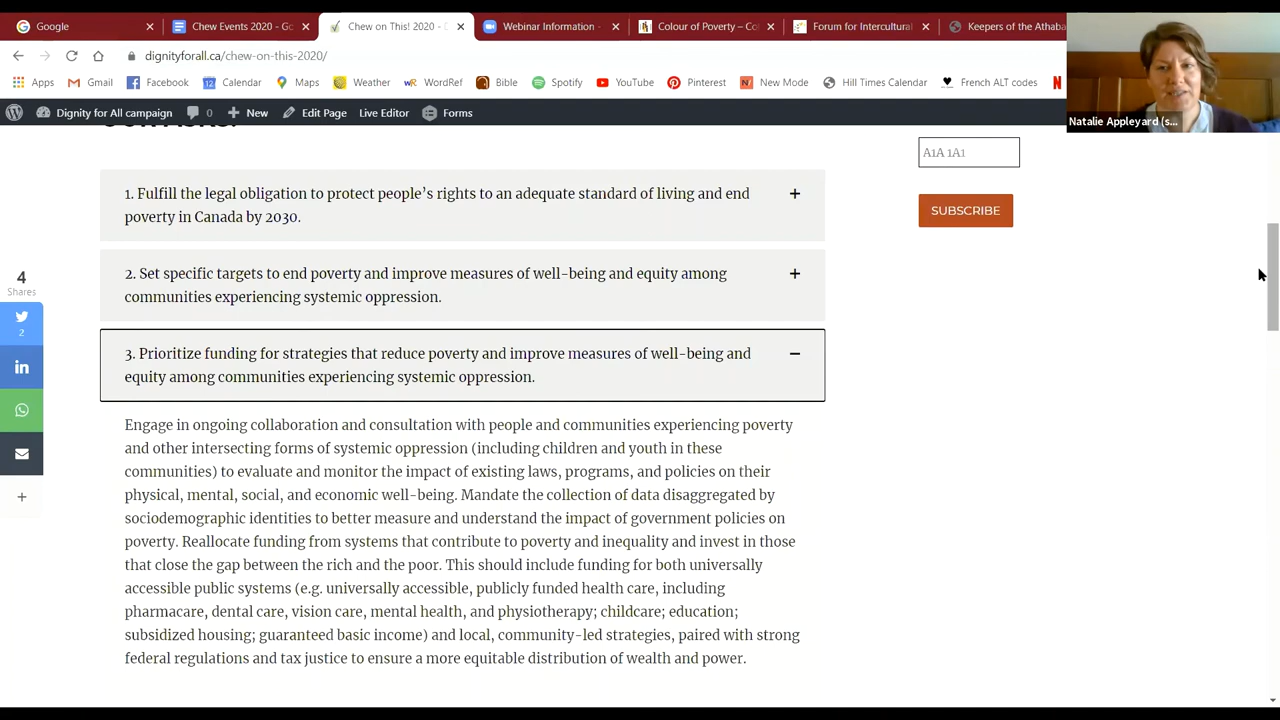 Google
Chew Events 2020 - Go
Chew on This! 2020 - D
Webinar Information -
Colour of Poverty – Col
Forum for Intercultural
Keepers of the Athaba
dignityforall.ca/chew-on-this-2020/
Apps
Gmail
Facebook
Calendar
Maps
Weather
WordRef
Bible
Spotify
YouTube
Pinterest
New Mode
Hill Times Calendar
French ALT codes
Natalie Appleyard (s...
Dignity For All campaign
0
New
Edit Page
Live Editor
Forms
A1A 1A1
SUBSCRIBE
1. Fulfill the legal obligation to protect people’s rights to an adequate standard of living and end
poverty in Canada by 2030.
2. Set specific targets to end poverty and improve measures of well-being and equity among
communities experiencing systemic oppression.
4
Shares
2
3. Prioritize funding for strategies that reduce poverty and improve measures of well-being and
equity among communities experiencing systemic oppression.
Engage in ongoing collaboration and consultation with people and communities experiencing poverty
and other intersecting forms of systemic oppression (including children and youth in these
communities) to evaluate and monitor the impact of existing laws, programs, and policies on their
physical, mental, social, and economic well-being. Mandate the collection of data disaggregated by
sociodemographic identities to better measure and understand the impact of government policies on
poverty. Reallocate funding from systems that contribute to poverty and inequality and invest in those
that close the gap between the rich and the poor. This should include funding for both universally
accessible public systems (e.g. universally accessible, publicly funded health care, including
pharmacare, dental care, vision care, mental health, and physiotherapy; childcare; education;
subsidized housing; guaranteed basic income) and local, community-led strategies, paired with strong
federal regulations and tax justice to ensure a more equitable distribution of wealth and power.